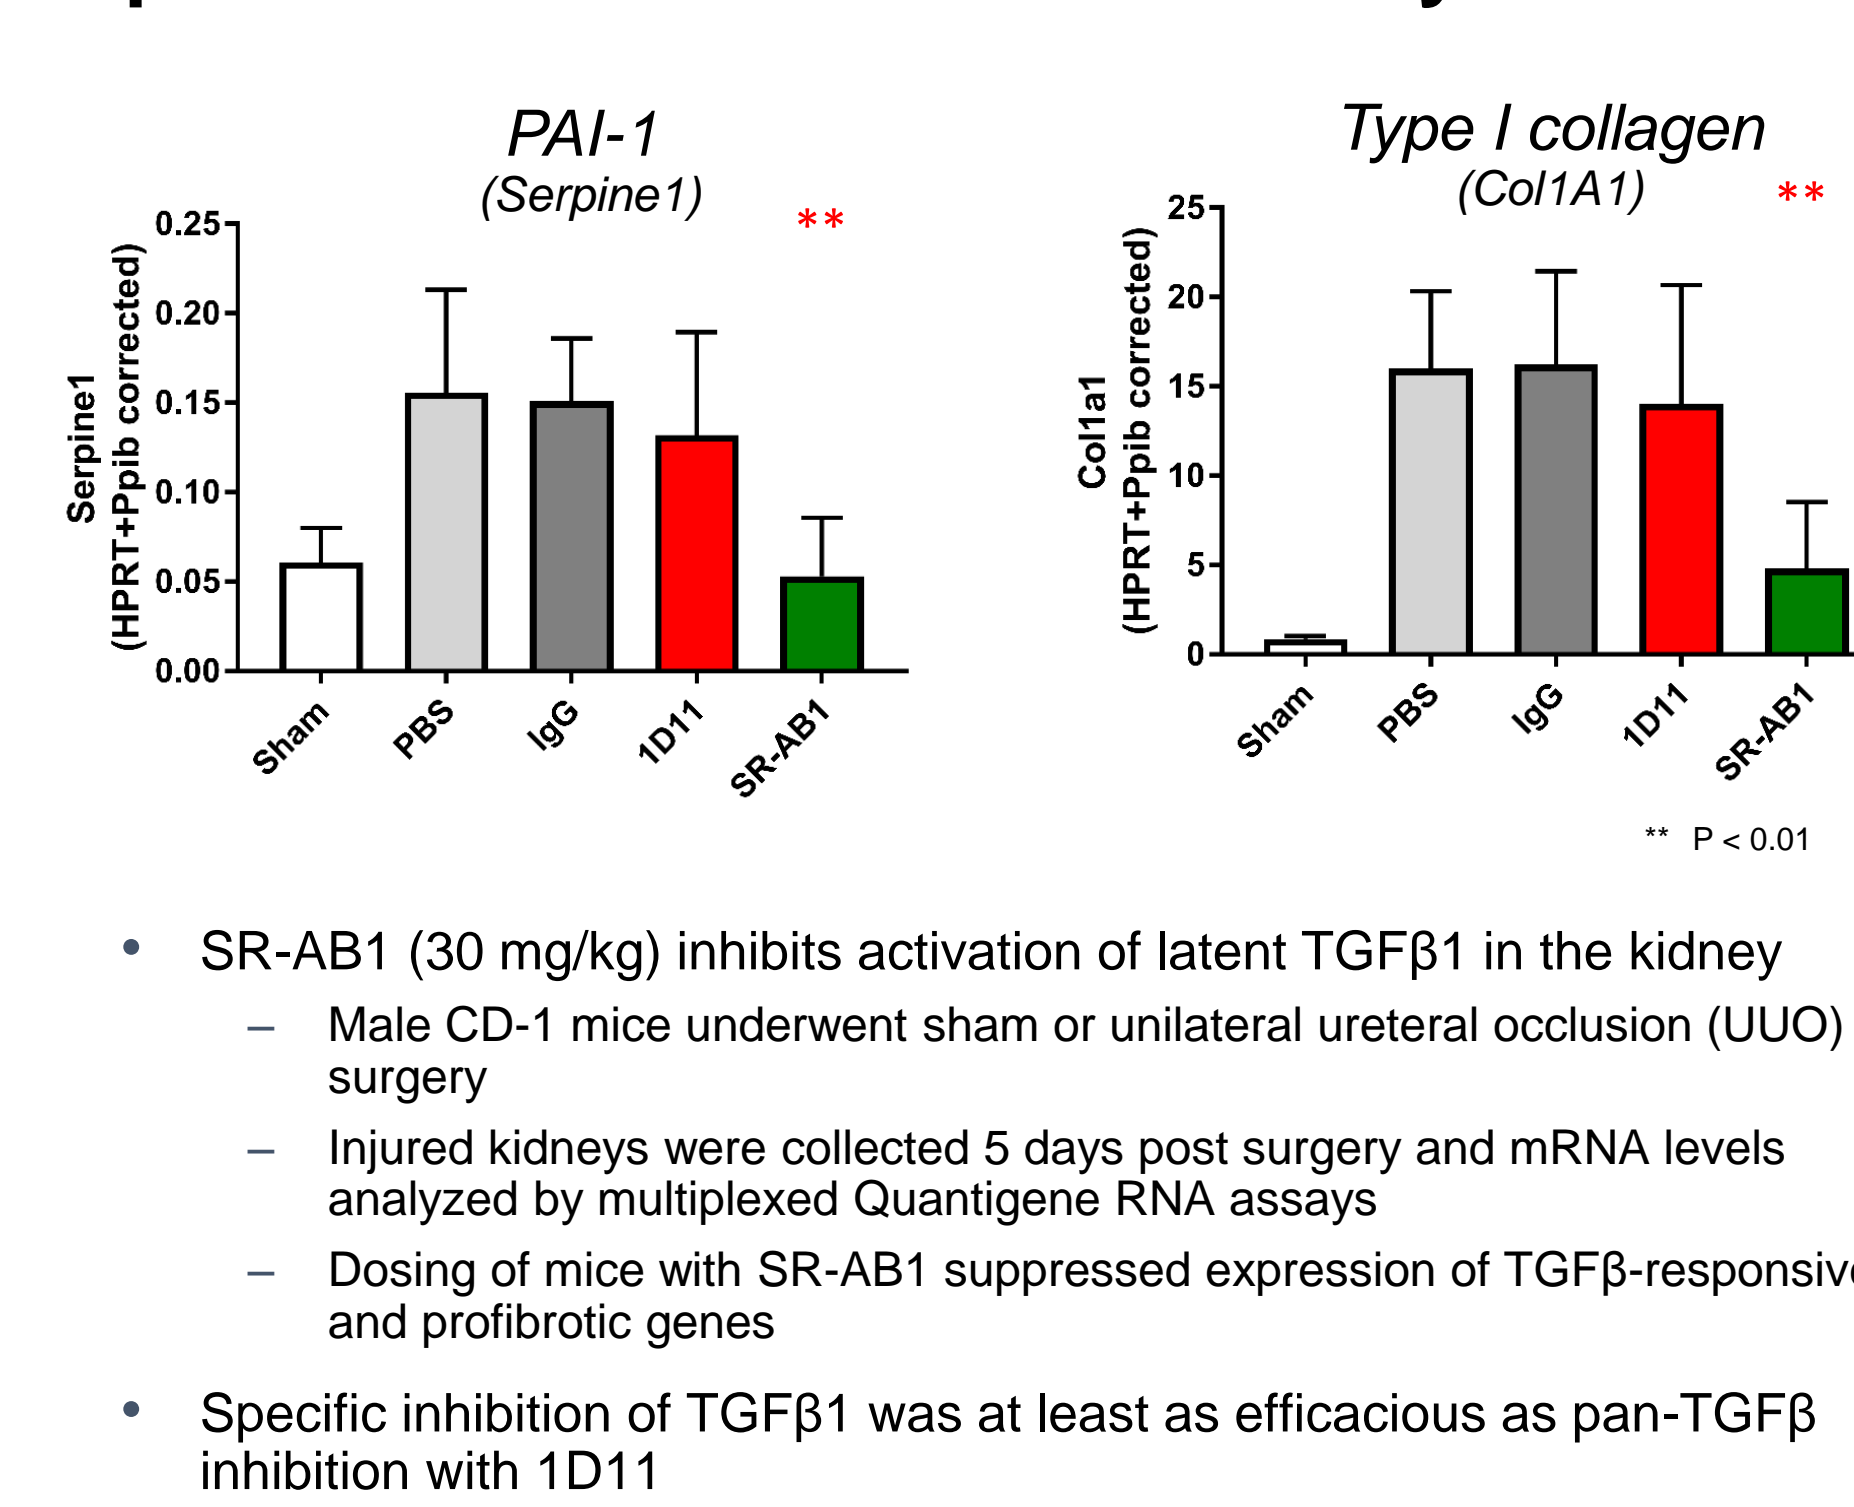 PAI-1
(Serpine1)
**
Serpine1
(HPRT+Ppib corrected)
0.25
0.20
0.15
0.10
0.05
0.00
Sham
PBS
IgG
1D11
SR-AB1
Type I collagen
(Col1A1)
**
Col1a1
(HPRT+Ppib corrected)
25
20
15
10
5
0
Sham
PBS
IgG
1D11
SR-AB1
** P < 0.01
• SR-AB1 (30 mg/kg) inhibits activation of latent TGFβ1 in the kidney
– Male CD-1 mice underwent sham or unilateral ureteral occlusion (UUO)
surgery
– Injured kidneys were collected 5 days post surgery and mRNA levels
analyzed by multiplexed Quantigene RNA assays
– Dosing of mice with SR-AB1 suppressed expression of TGFβ-responsive
and profibrotic genes
• Specific inhibition of TGFβ1 was at least as efficacious as pan-TGFβ
inhibition with 1D11